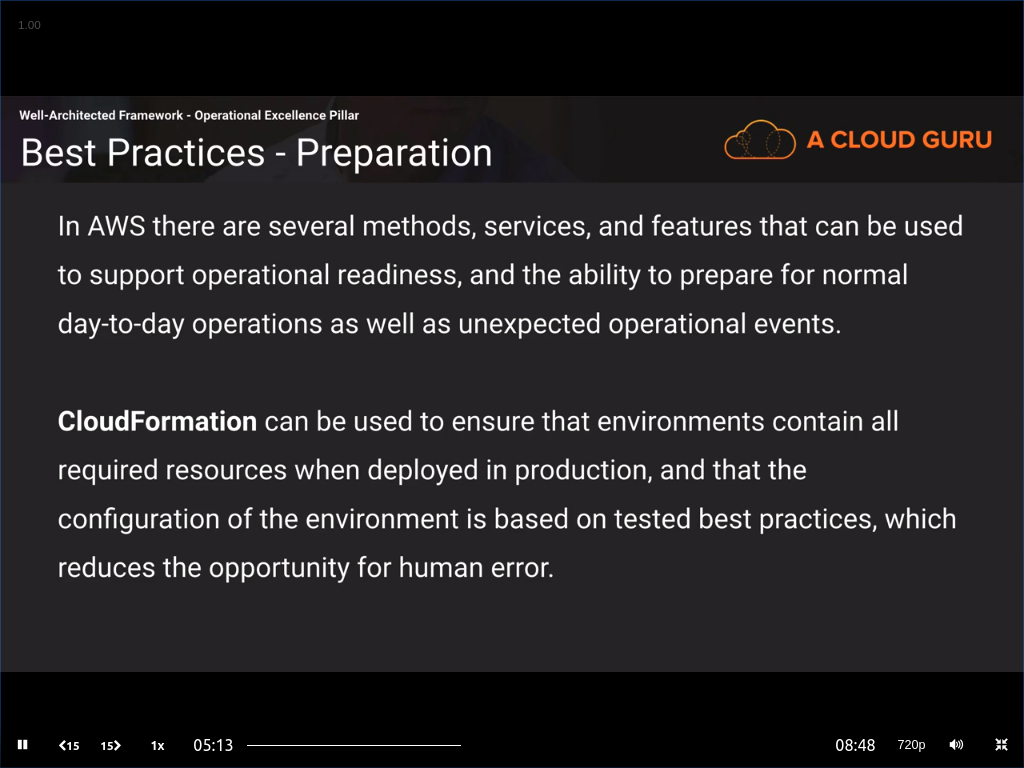 1.00
Well-Architected Framework - Operational Excellence Pillar
Best Practices - Preparation
A CLOUD GURU
In AWS there are several methods, services, and features that can be used
to support operational readiness, and the ability to prepare for normal
day-to-day operations as well as unexpected operational events.
CloudFormation can be used to ensure that environments contain all
required resources when deployed in production, and that the
configuration of the environment is based on tested best practices, which
reduces the opportunity for human error.
15 15 1x 05:13 08:48 720p